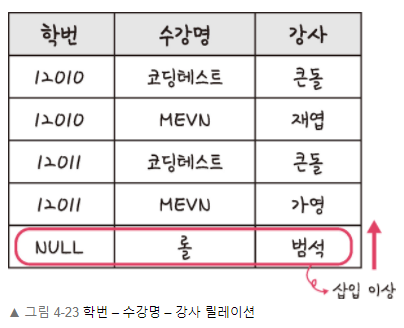 학번 수강명 강사
12010 코딩테스트 큰돌
12010 MEVN 재엽
12011 코딩테스트 큰돌
12011 MEVN 가영
NULL 롤 범석
삽입 이상
▲ 그림 4-23 학번 – 수강명 – 강사 릴레이션